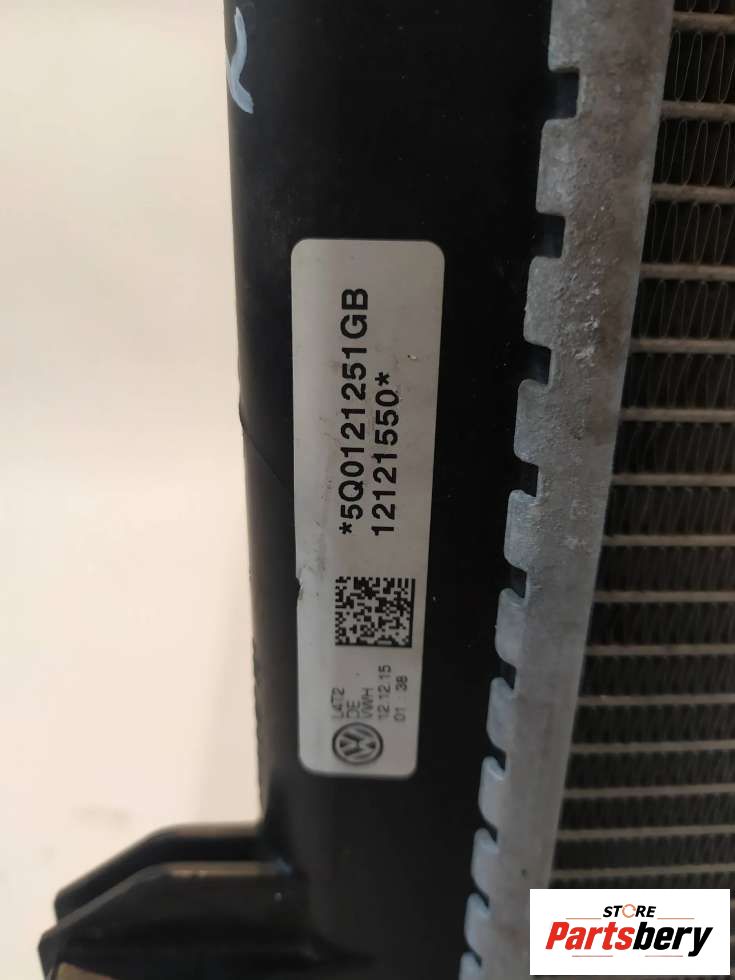 *5Q0121251GB
12121550*
L4T2
DE
VWH
12.12.15
01:38
STORE
Partsbery